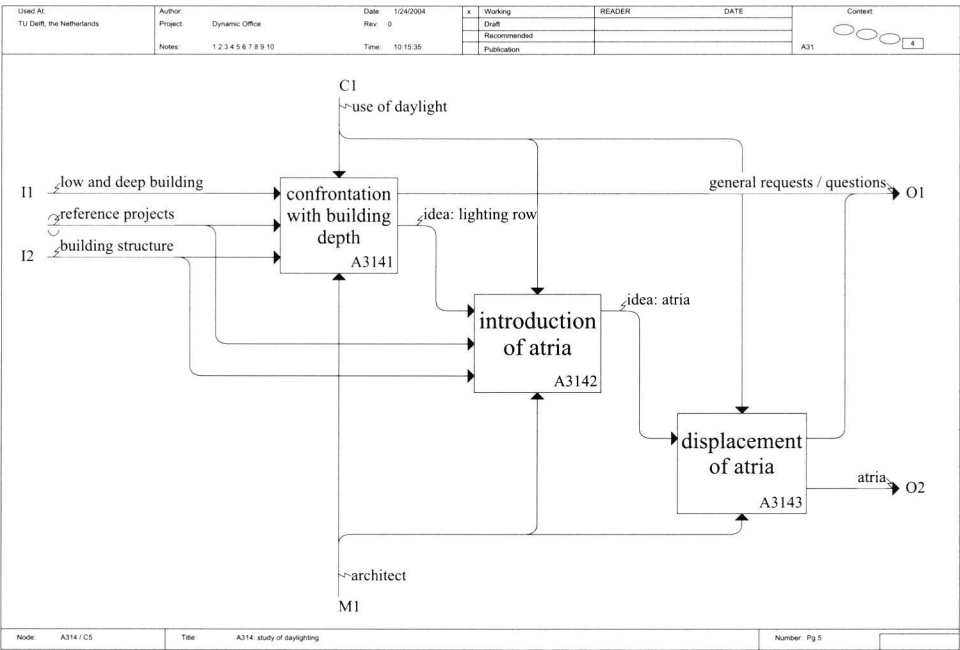 Used At:
TU Delft, the Netherlands
Author:
Project: Dynamic Office
Notes: 1 2 3 4 5 6 7 8 9 10
Date: 1/24/2004
Rev: 0
Time: 10:15:35
x Working
Draft
Recommended
Publication
READER DATE
Context:
4
A31
C1
use of daylight
I1 low and deep building
reference projects
I2 building structure
confrontation
with building
depth
A3141
general requests / questions O1
idea: lighting row
introduction
of atria
A3142
idea: atria
displacement
of atria
A3143
atria O2
architect
M1
Node: A314 / C5
Title: A314: study of daylighting
Number: Pg 5